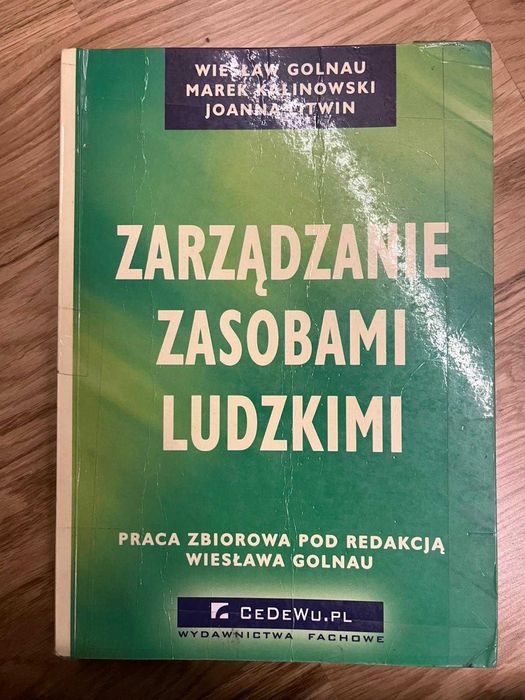 WIESŁAW GOLNAU
MAREK KALINOWSKI
JOANNA LITWIN
ZARZĄDZANIE
ZASOBAMI
LUDZKIMI
PRACA ZBIOROWA POD REDAKCJĄ
WIESŁAWA GOLNAU
CEDEWU.PL
WYDAWNICTWA FACHOWE